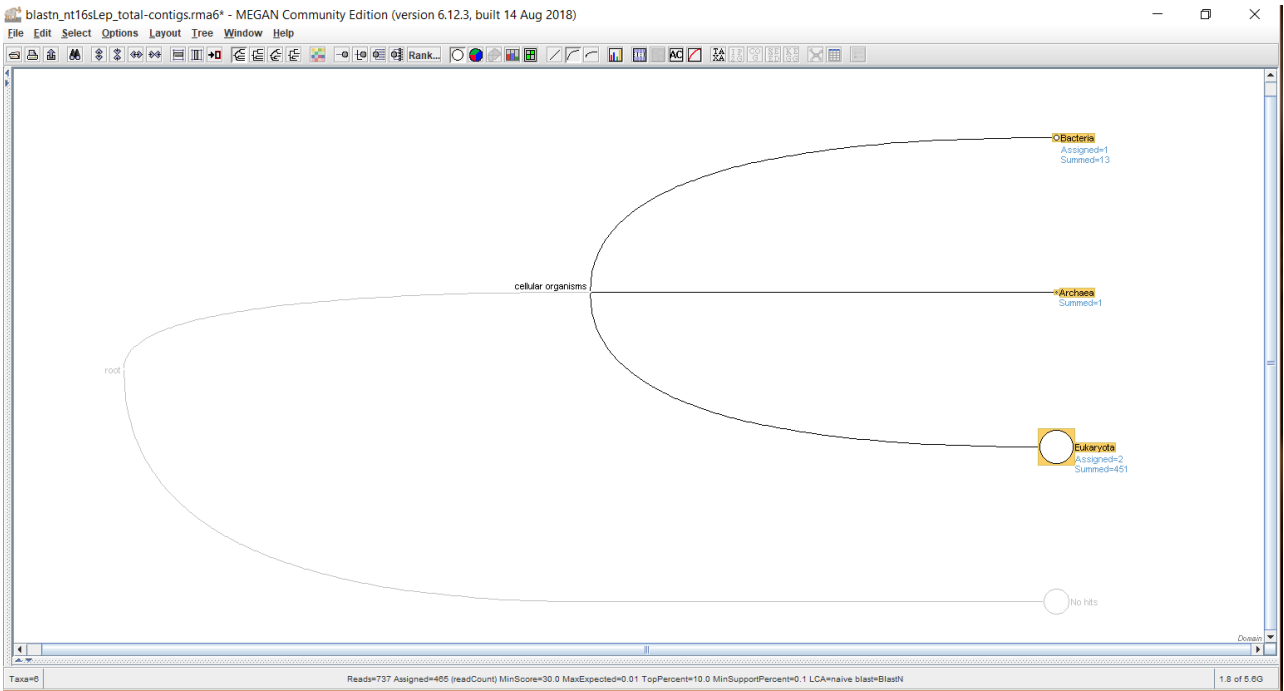 blastn_nt16sLep_total-contigs.rma6* - MEGAN Community Edition (version 6.12.3, built 14 Aug 2018)
File Edit Select Options Layout Tree Window Help
Rank...
AC
Bacteria
Assigned=1
Summed=13
cellular organisms
Archaea
Summed=1
root
Eukaryota
Assigned=2
Summed=451
No hits
Domain
Taxa=6 Reads=737 Assigned=465 (readCount) MinScore=30.0 MaxExpected=0.01 TopPercent=10.0 MinSupportPercent=0.1 LCA=naive blast=BlastN 1.8 of 5.6G